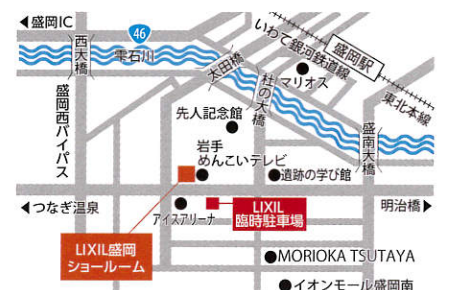 ◀盛岡IC
46
西大橋
雫石川
太田橋
いわて銀河鉄道線
盛岡駅
マリオス
杜の大橋
東北本線
盛岡西バイパス
先人記念館
盛南大橋
岩手
めんこいテレビ
遺跡の学び館
◀つなぎ温泉
アイスアリーナ
LIXIL
臨時駐車場
明治橋▶
LIXIL盛岡
ショールーム
MORIOKA TSUTAYA
イオンモール盛岡南